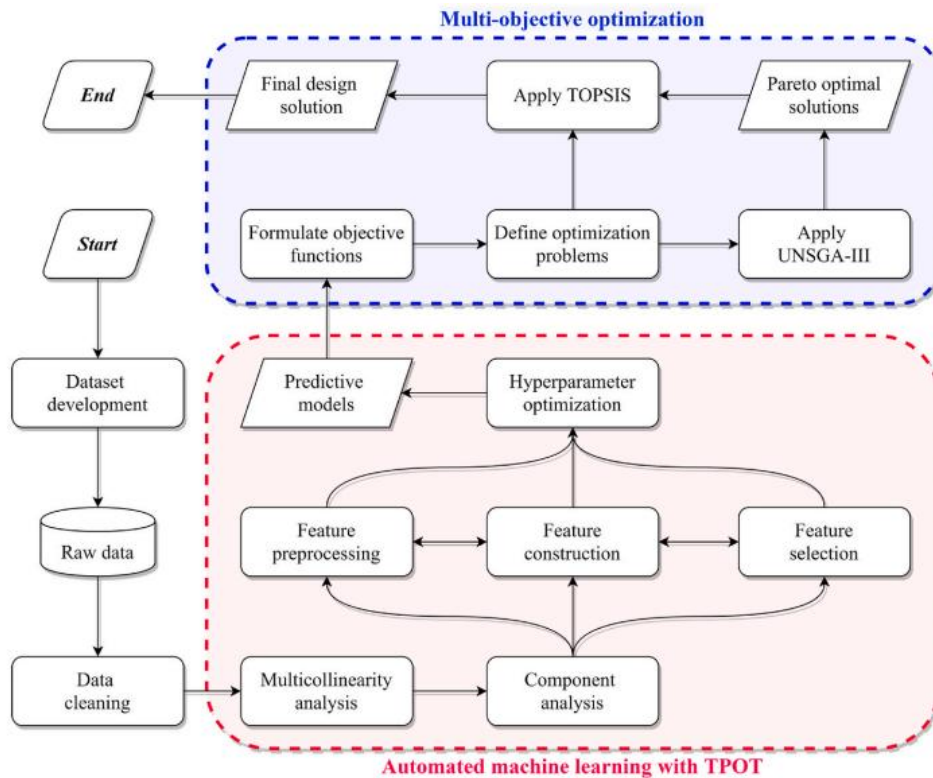 Multi-objective optimization
End
Final design
solution
Apply TOPSIS
Pareto optimal
solutions
Start
Formulate objective
functions
Define optimization
problems
Apply
UNSGA-III
Dataset
development
Predictive
models
Hyperparameter
optimization
Raw data
Feature
preprocessing
Feature
construction
Feature
selection
Data
cleaning
Multicollinearity
analysis
Component
analysis
Automated machine learning with TPOT